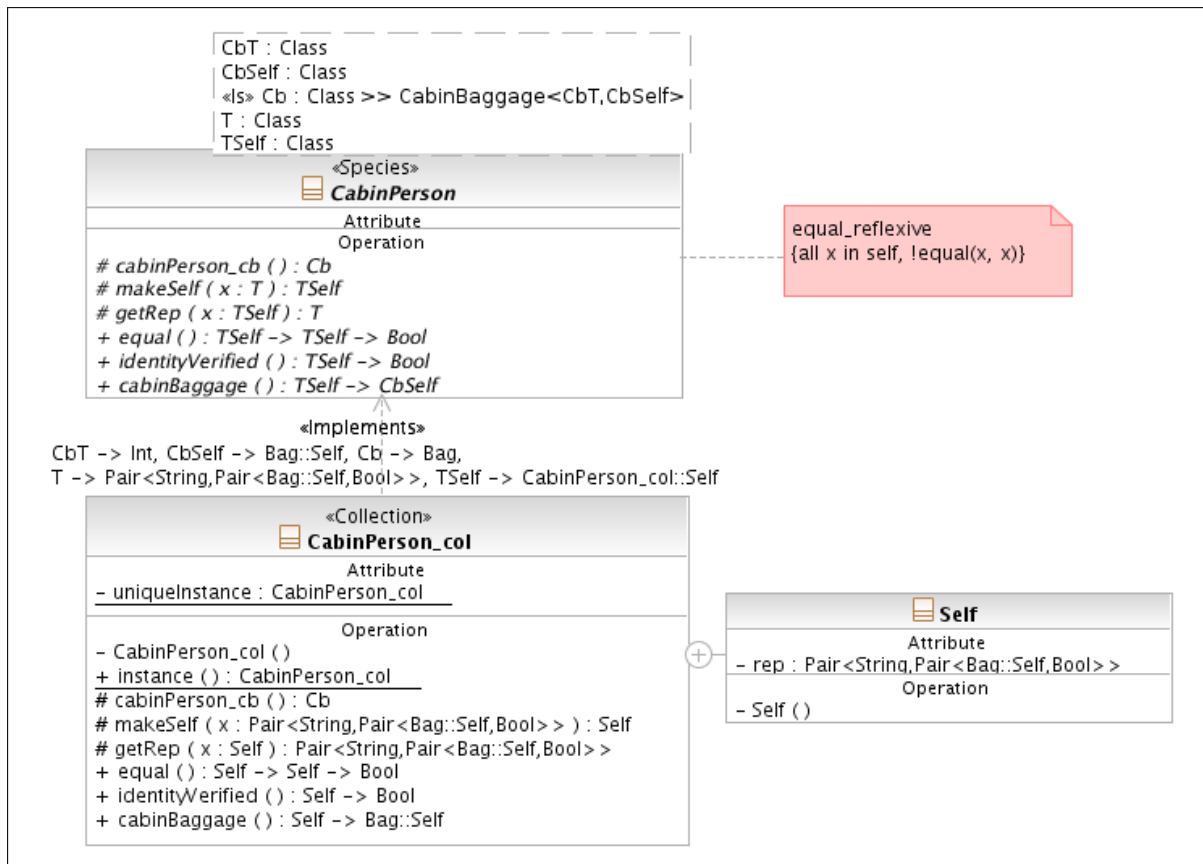 CbT : Class
CbSelf : Class
«Is» Cb : Class >> CabinBaggage<CbT,CbSelf>
T : Class
TSelf : Class
«Species»
CabinPerson
Attribute
Operation
# cabinPerson_cb ( ) : Cb
# makeSelf ( x : T ) : TSelf
# getRep ( x : TSelf ) : T
+ equal ( ) : TSelf -> TSelf -> Bool
+ identityVerified ( ) : TSelf -> Bool
+ cabinBaggage ( ) : TSelf -> CbSelf
equal_reflexive
{all x in self, !equal(x, x)}
«Implements»
CbT -> Int, CbSelf -> Bag::Self, Cb -> Bag,
T -> Pair<String,Pair<Bag::Self,Bool>>, TSelf -> CabinPerson_col::Self
«Collection»
CabinPerson_col
Attribute
- uniqueInstance : CabinPerson_col
Operation
- CabinPerson_col ( )
+ instance ( ) : CabinPerson_col
# cabinPerson_cb ( ) : Cb
# makeSelf ( x : Pair<String,Pair<Bag::Self,Bool>> ) : Self
# getRep ( x : Self ) : Pair<String,Pair<Bag::Self,Bool>>
+ equal ( ) : Self -> Self -> Bool
+ identityVerified ( ) : Self -> Bool
+ cabinBaggage ( ) : Self -> Bag::Self
Self
Attribute
- rep : Pair<String,Pair<Bag::Self,Bool>>
Operation
- Self ( )